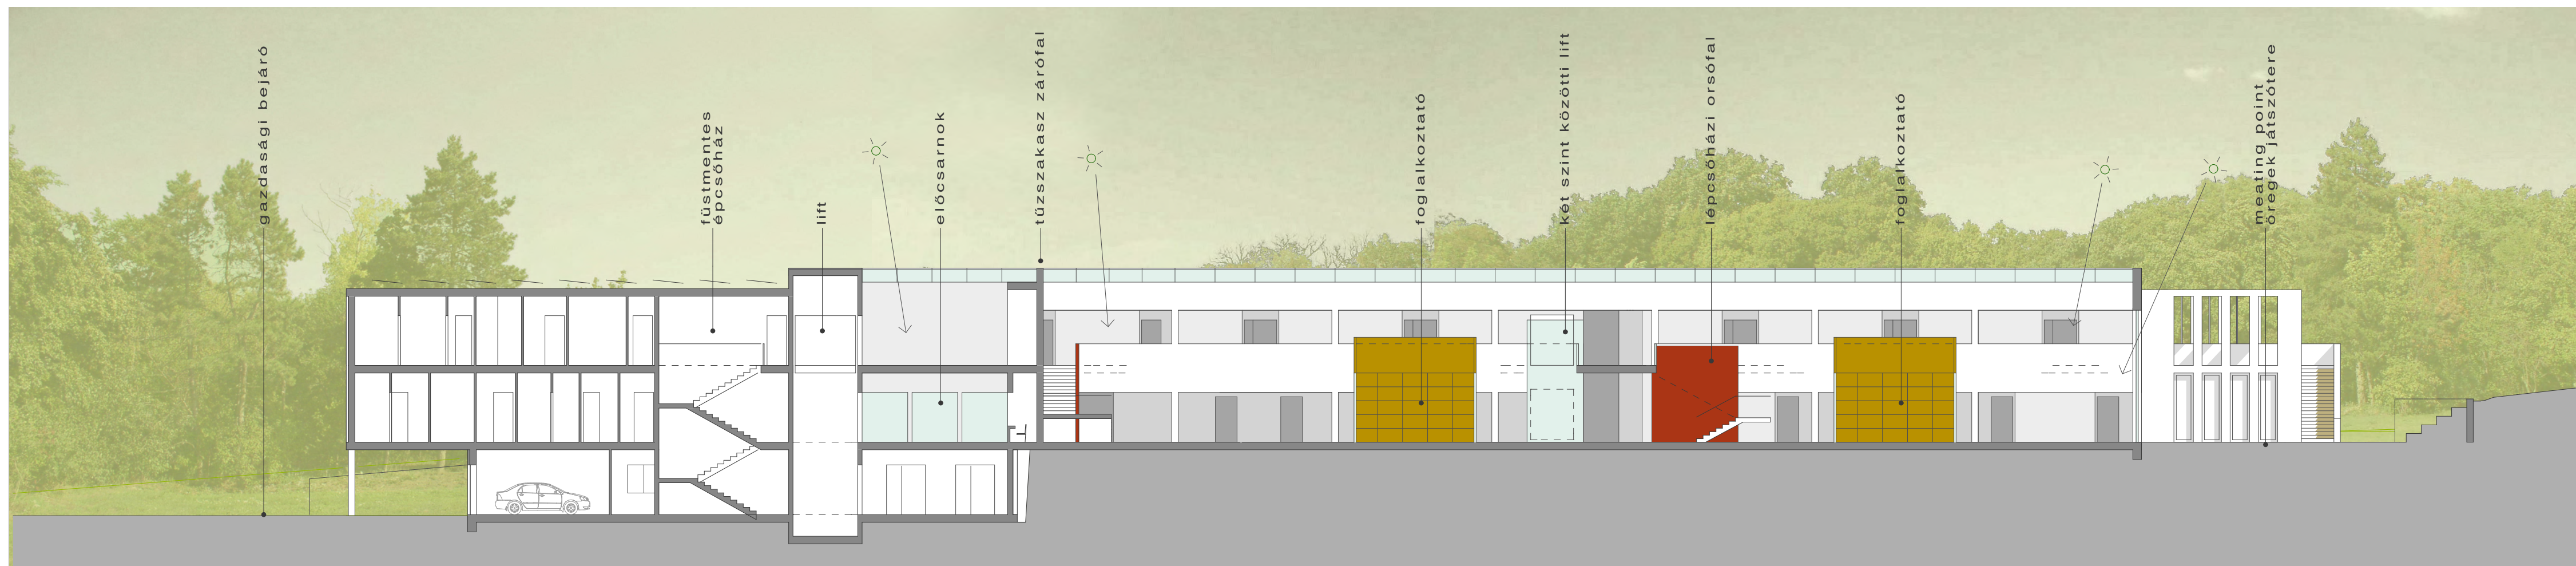 gazdasági bejáró
füstmentes
épcsőház
lift
előcsarnok
tűzszakasz zárófal
foglalkoztató
két szint közötti lift
lépcsőházi orsófal
foglalkoztató
meating point
öregek játszótere